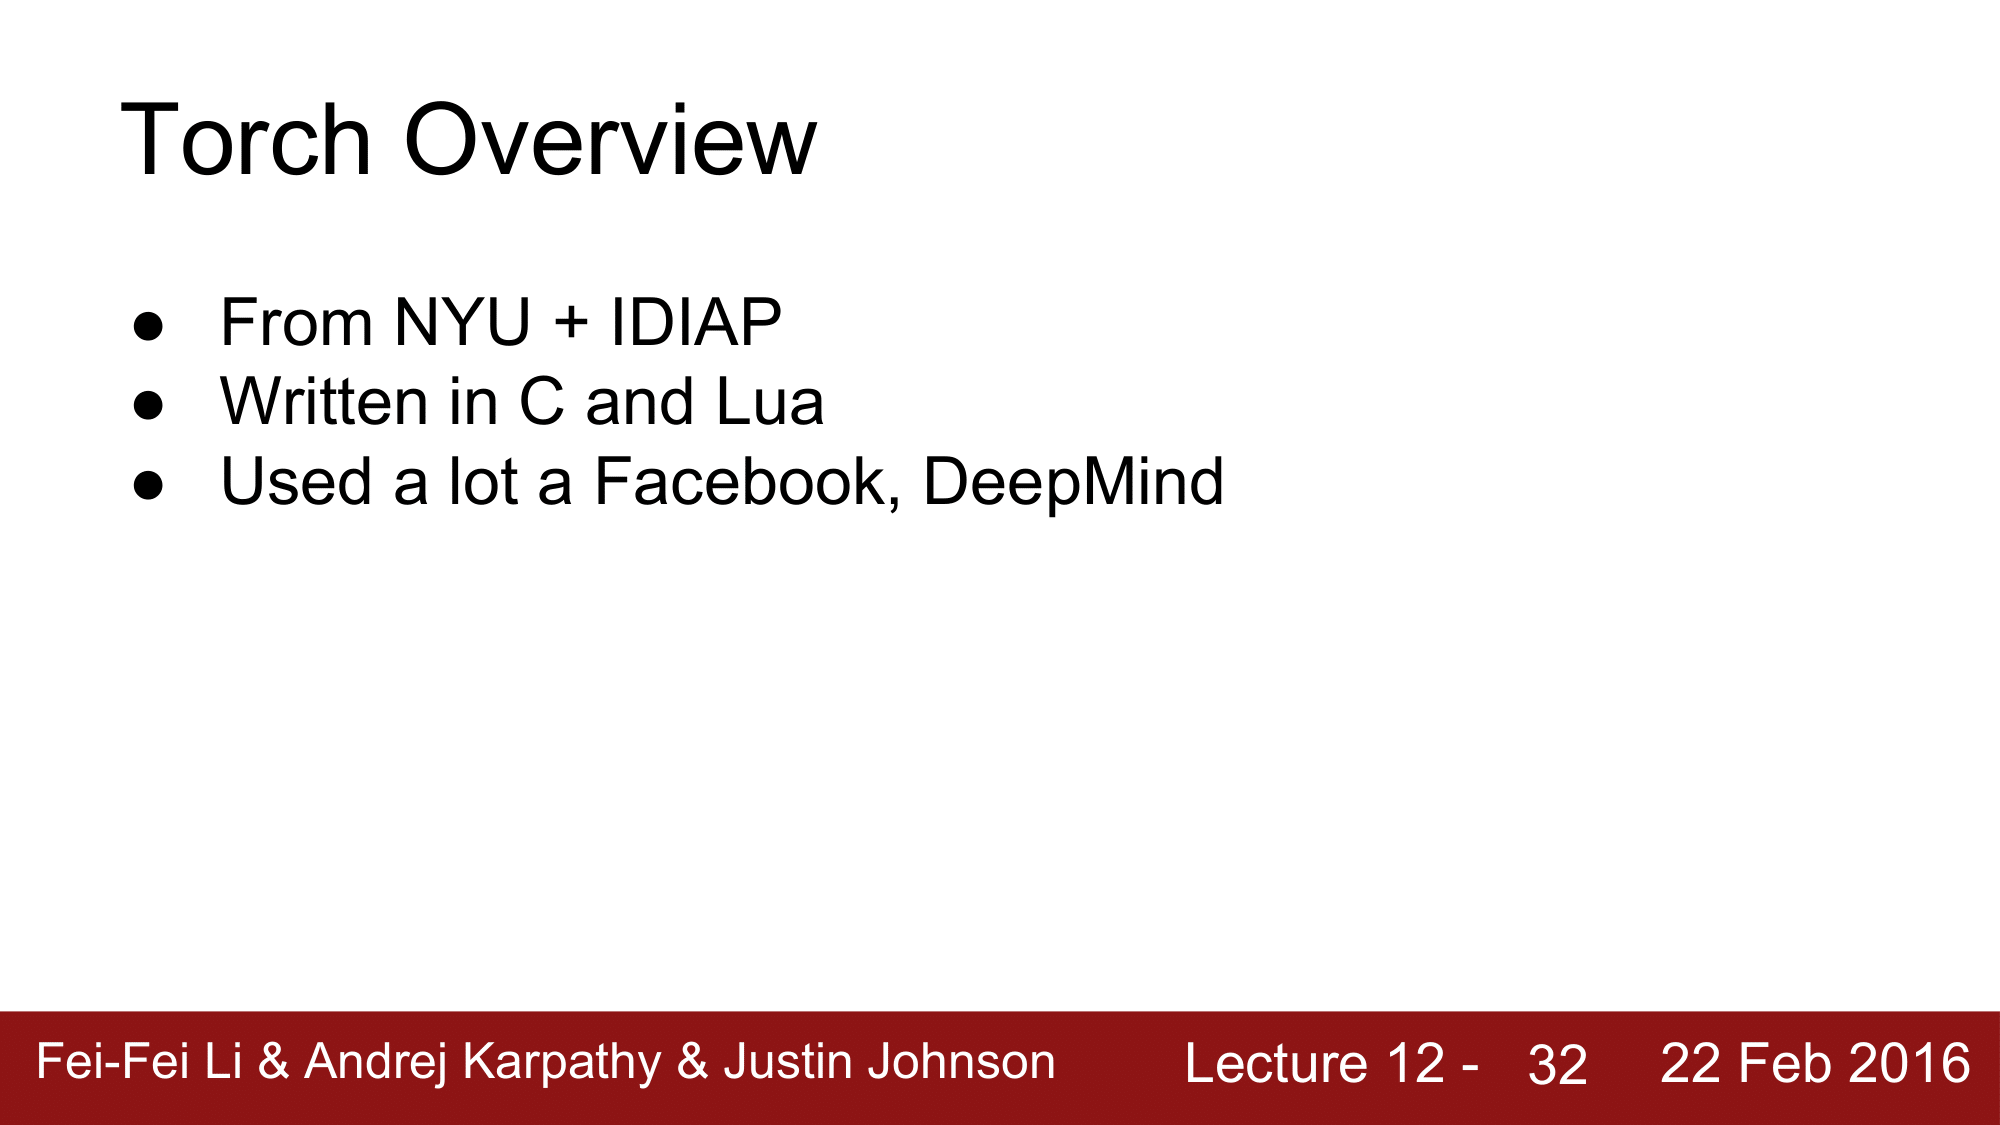 Torch Overview
● From NYU + IDIAP
● Written in C and Lua
● Used a lot a Facebook, DeepMind
Fei-Fei Li & Andrej Karpathy & Justin Johnson Lecture 12 - 32 22 Feb 2016